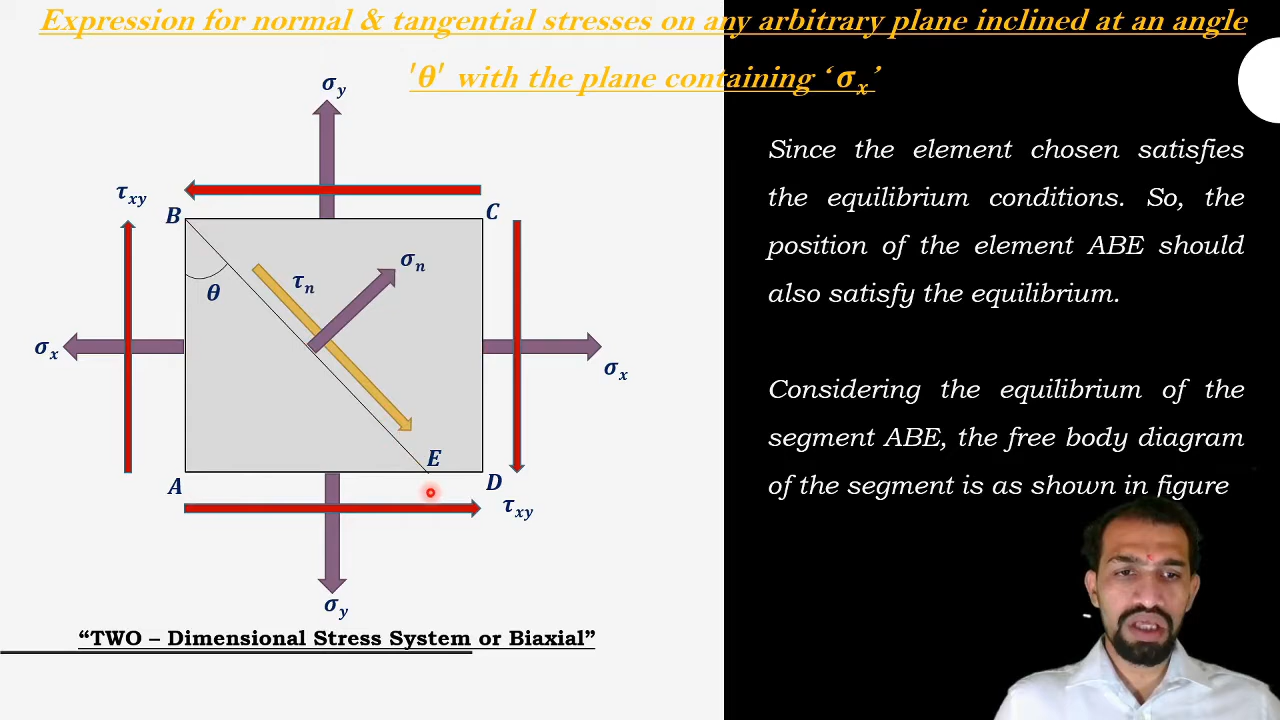 Expression for normal & tangential stresses on any arbitrary plane inclined at an angle
'θ' with the plane containing ‘ σx’
σy
τxy
B
C
θ
τn
σn
σx
σx
A
E
D
τxy
σy
“TWO – Dimensional Stress System or Biaxial”
Since the element chosen satisfies
the equilibrium conditions. So, the
position of the element ABE should
also satisfy the equilibrium.
Considering the equilibrium of the
segment ABE, the free body diagram
of the segment is as shown in figure